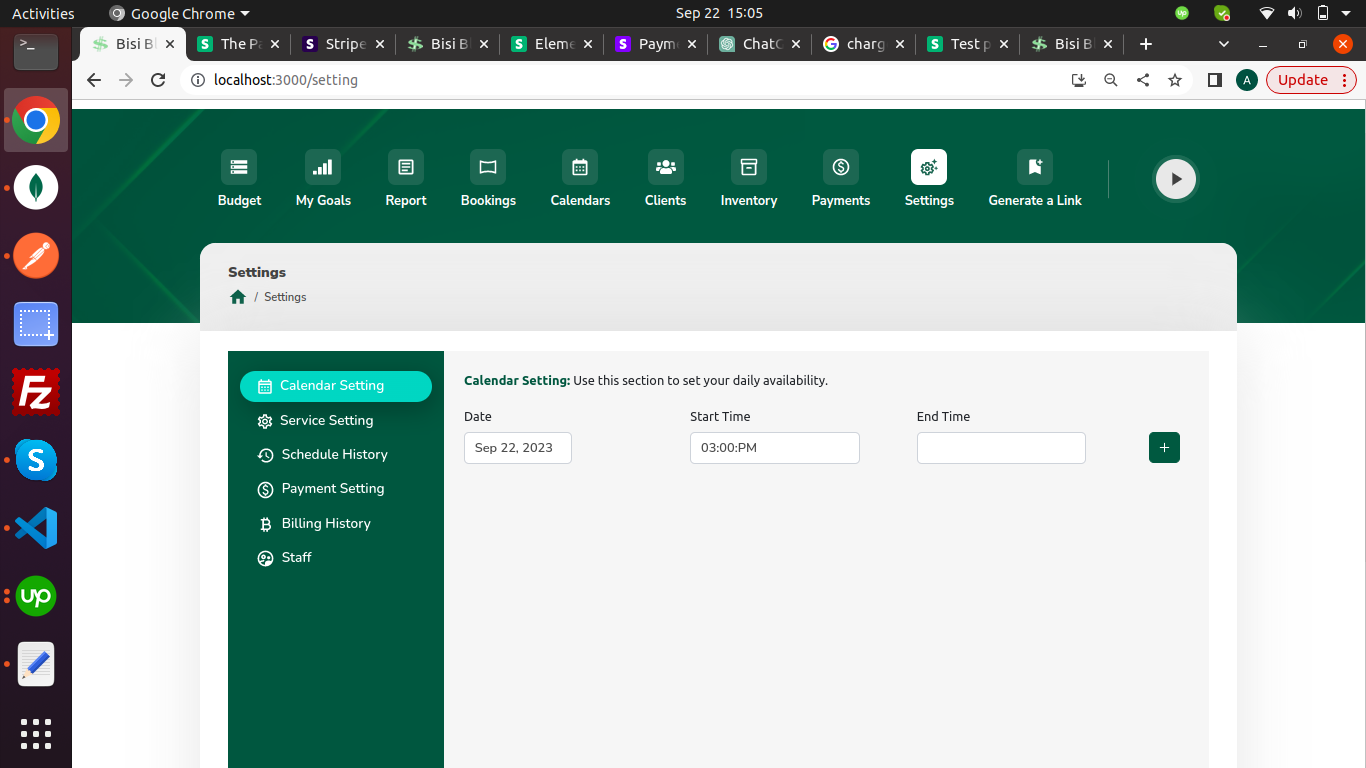 Activities
Google Chrome
Sep 22 15:05
Bisi Bl
The Pa
Stripe
Bisi Bl
Eleme
Payme
ChatG
charg
Test p
Bisi Bl
localhost:3000/setting
A
Update
Budget
My Goals
Report
Bookings
Calendars
Clients
Inventory
Payments
Settings
Generate a Link
Settings
/ Settings
Calendar Setting
Service Setting
Schedule History
Payment Setting
Billing History
Staff
Calendar Setting: Use this section to set your daily availability.
Date
Start Time
End Time
Sep 22, 2023
03:00:PM
+